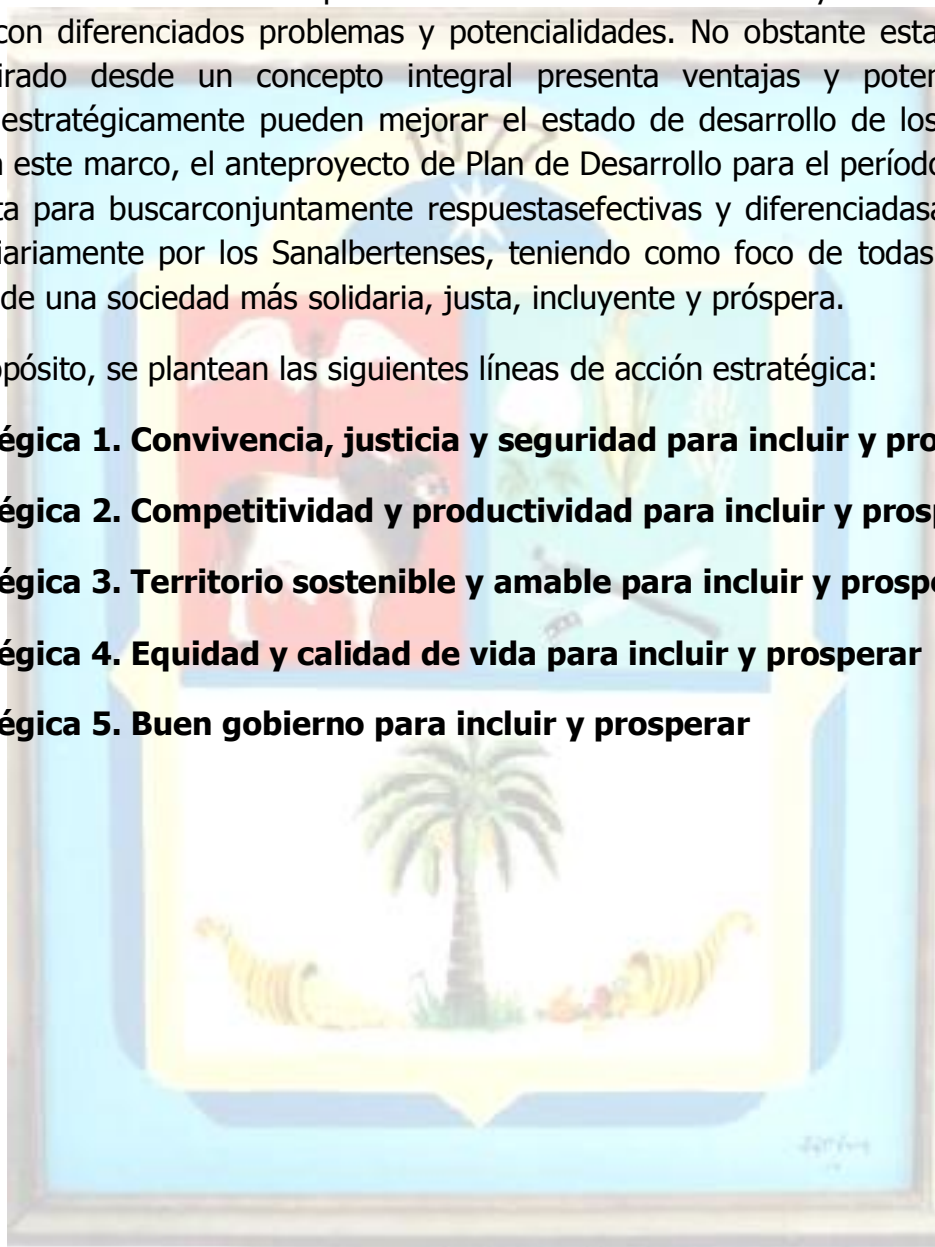 con diferenciados problemas y potencialidades. No obstante esta
irado desde un concepto integral presenta ventajas y poten
estratégicamente pueden mejorar el estado de desarrollo de los
n este marco, el anteproyecto de Plan de Desarrollo para el período
ta para buscarconjuntamente respuestasefectivas y diferenciadasa
iariamente por los Sanalbertenses, teniendo como foco de todas
de una sociedad más solidaria, justa, incluyente y próspera.
opósito, se plantean las siguientes líneas de acción estratégica:
égica 1. Convivencia, justicia y seguridad para incluir y pro
égica 2. Competitividad y productividad para incluir y prosp
égica 3. Territorio sostenible y amable para incluir y prospe
égica 4. Equidad y calidad de vida para incluir y prosperar
égica 5. Buen gobierno para incluir y prosperar